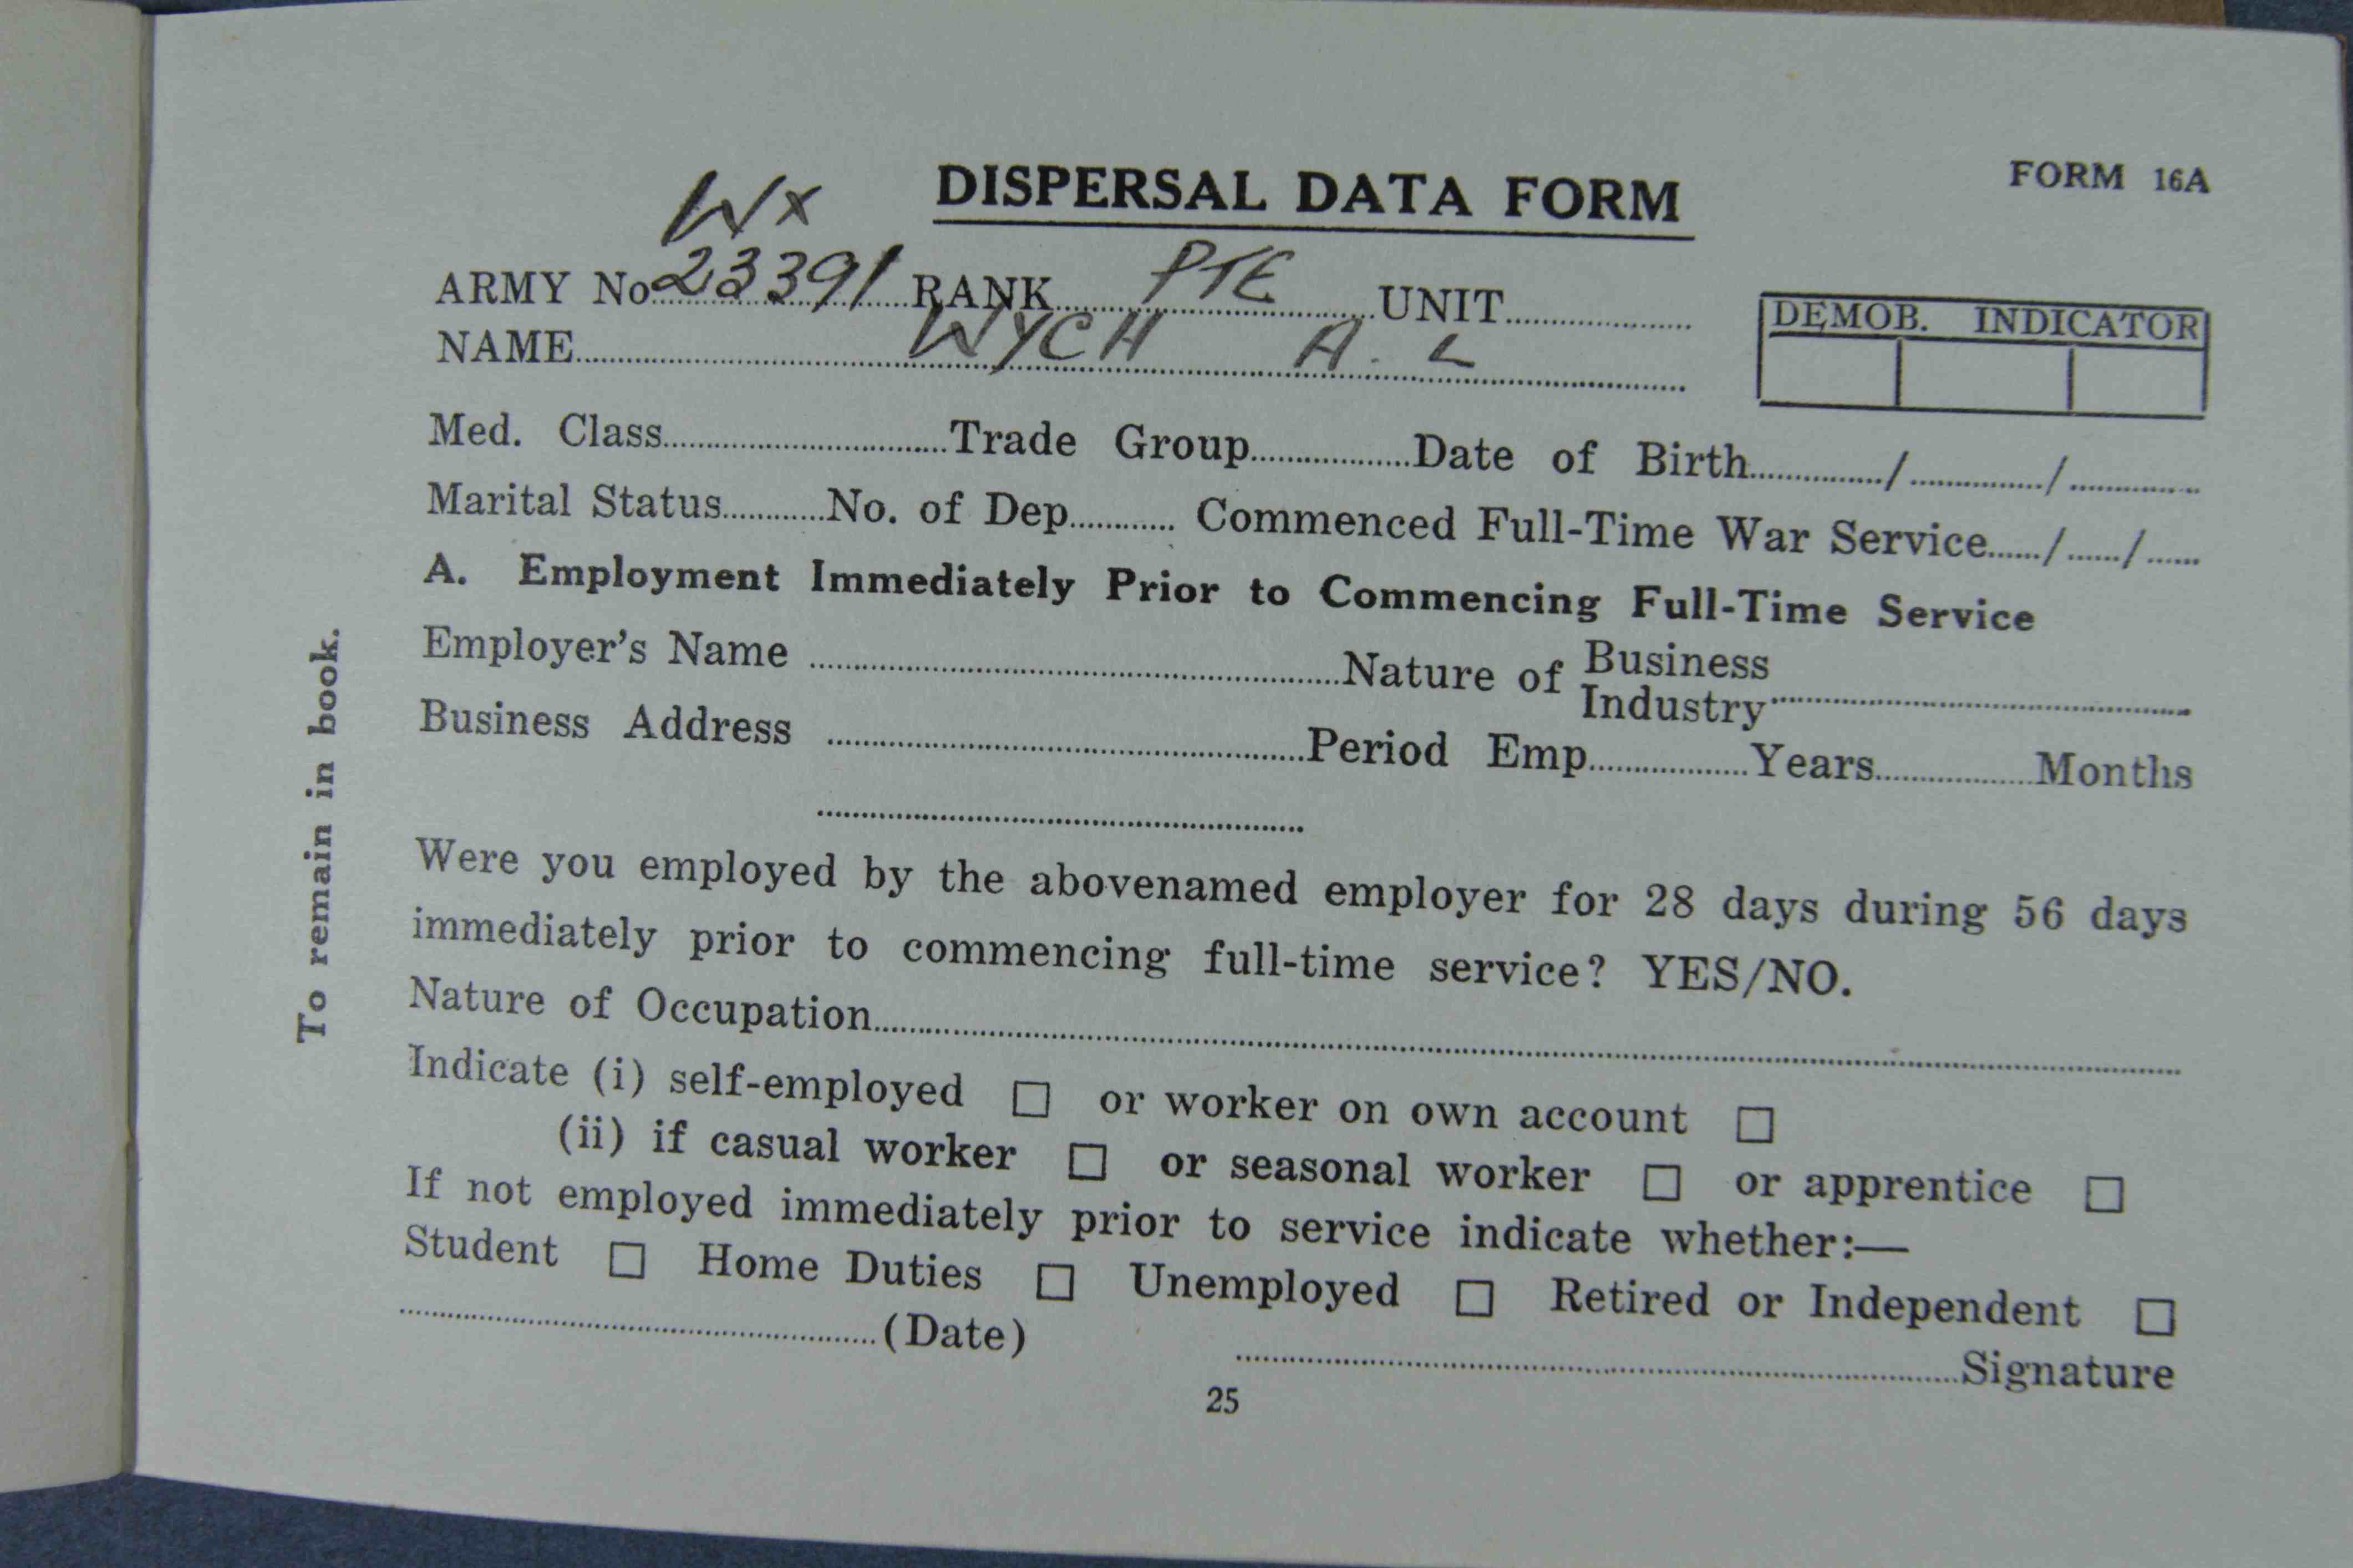 FORM 16A
DISPERSAL DATA FORM
WX
ARMY No. 23391 RANK PTE UNIT
NAME WYCH A. L
DEMOB. INDICATOR
Med. Class Trade Group Date of Birth / /
Marital Status No. of Dep. Commenced Full-Time War Service / /
A. Employment Immediately Prior to Commencing Full-Time Service
Employer's Name Nature of Business
Industry
Business Address Period Emp. Years Months
Were you employed by the abovenamed employer for 28 days during 56 days
immediately prior to commencing full-time service? YES/NO.
Nature of Occupation
Indicate (i) self-employed □ or worker on own account □
(ii) if casual worker □ or seasonal worker □ or apprentice □
If not employed immediately prior to service indicate whether:—
Student □ Home Duties □ Unemployed □ Retired or Independent □
(Date)
Signature
25
To remain in book.